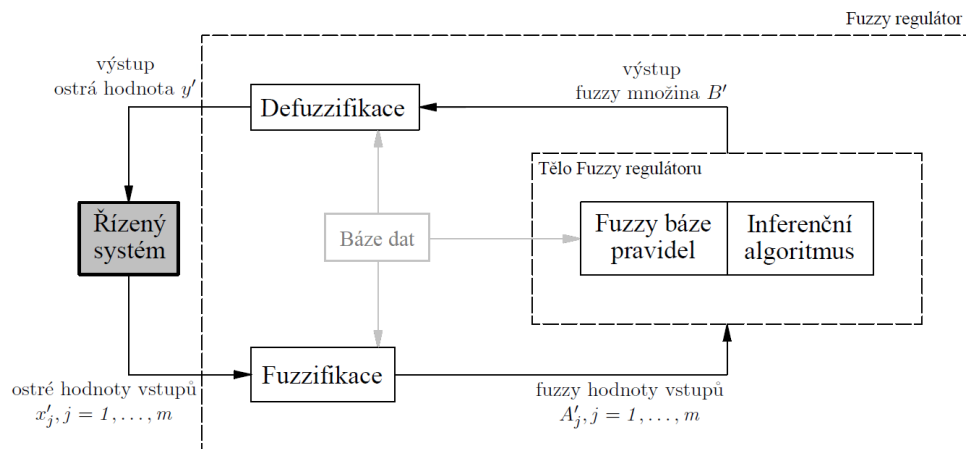 Fuzzy regulátor
výstup
ostrá hodnota y′
výstup
fuzzy množina B′
Defuzzifikace
Tělo Fuzzy regulátoru
Řízený
systém
Báze dat
Fuzzy báze
pravidel
Inferenční
algoritmus
Fuzzifikace
ostré hodnoty vstupů
x′j, j = 1, . . . , m
fuzzy hodnoty vstupů
A′j, j = 1, . . . , m